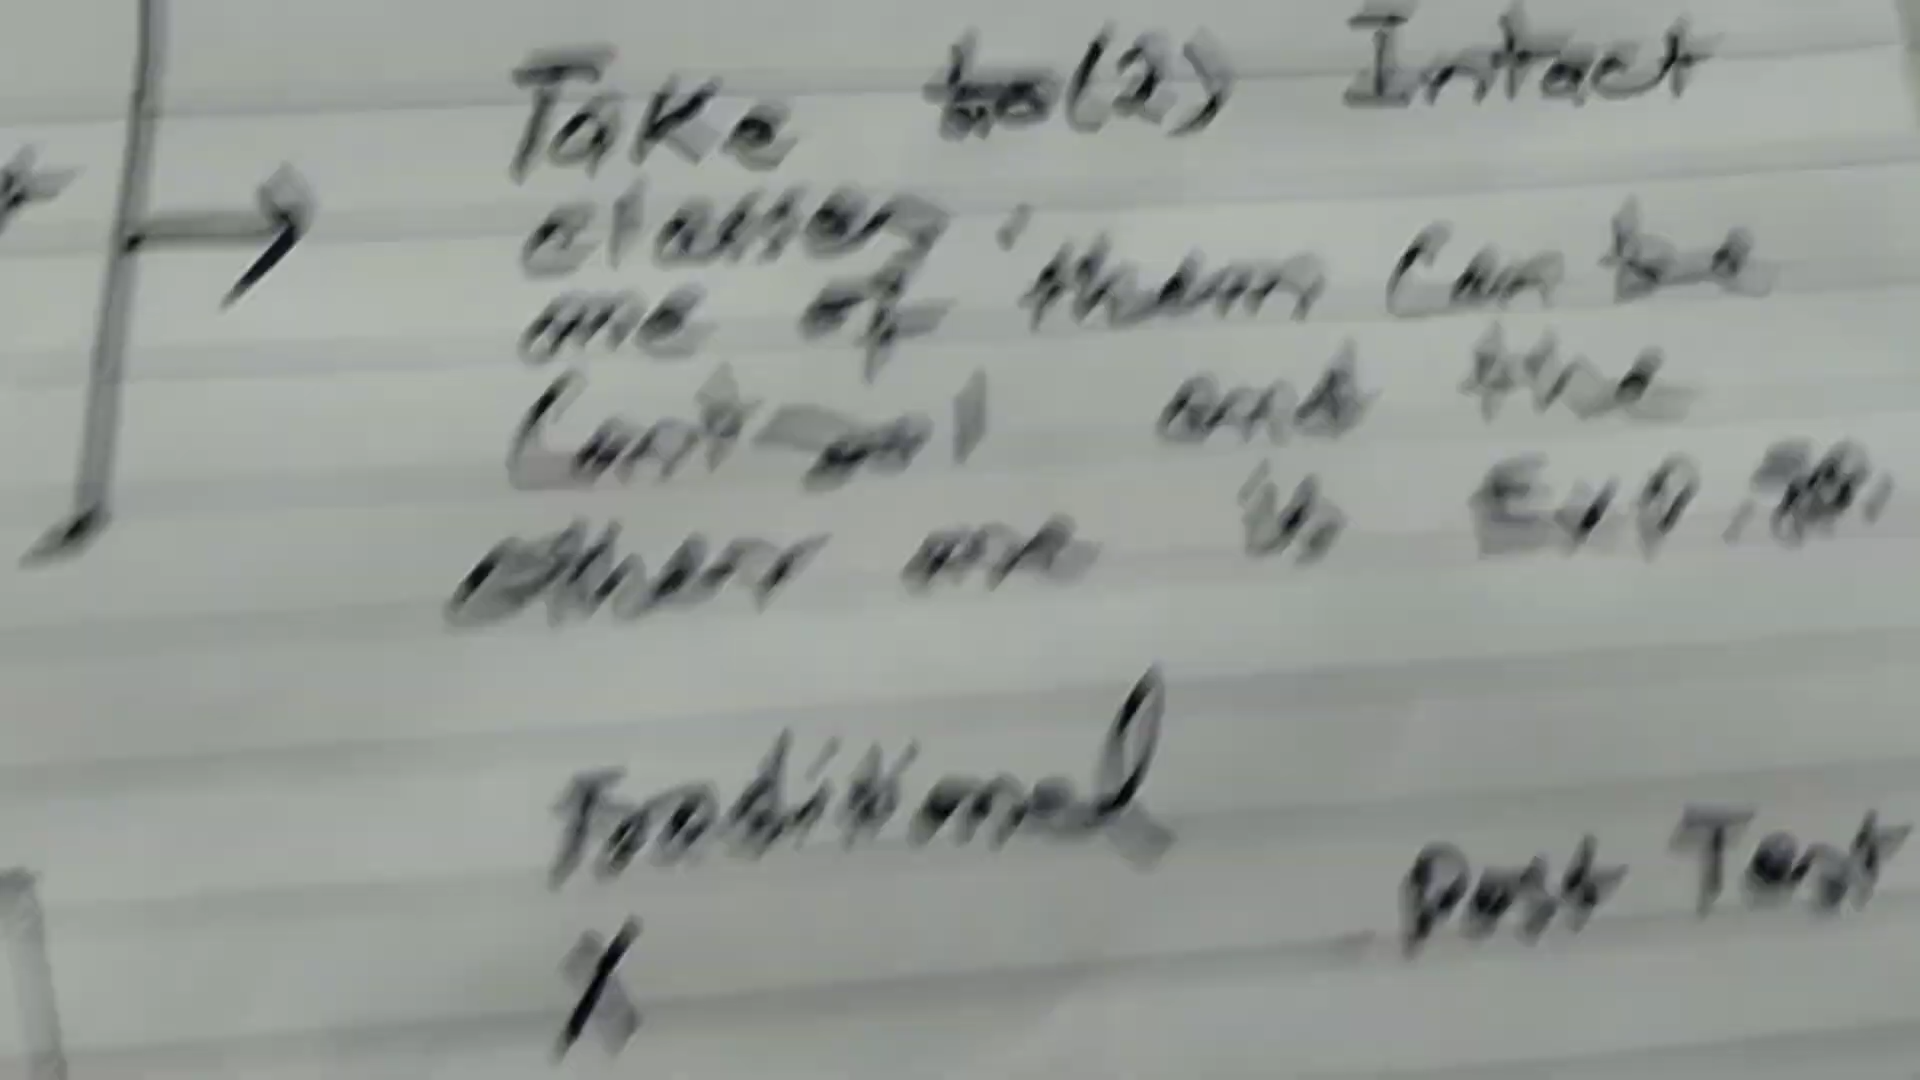 Take to(2) Intact
classes,
one of them can be
Control and the
other one is Exp.
Traditional
Post Test
X